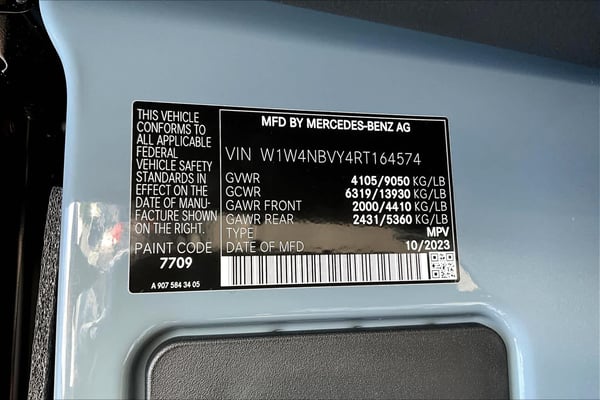 THIS VEHICLE
CONFORMS TO
ALL APPLICABLE
FEDERAL
VEHICLE SAFETY
STANDARDS IN
EFFECT ON THE
DATE OF MANU-
FACTURE SHOWN
ON THE RIGHT.
PAINT CODE
7709
A 907 584 34 05
MFD BY MERCEDES-BENZ AG
VIN W1W4NBVY4RT164574
GVWR 4105/9050 KG/LB
GCWR 6319/13930 KG/LB
GAWR FRONT 2000/4410 KG/LB
GAWR REAR 2431/5360 KG/LB
TYPE MPV
DATE OF MFD 10/2023